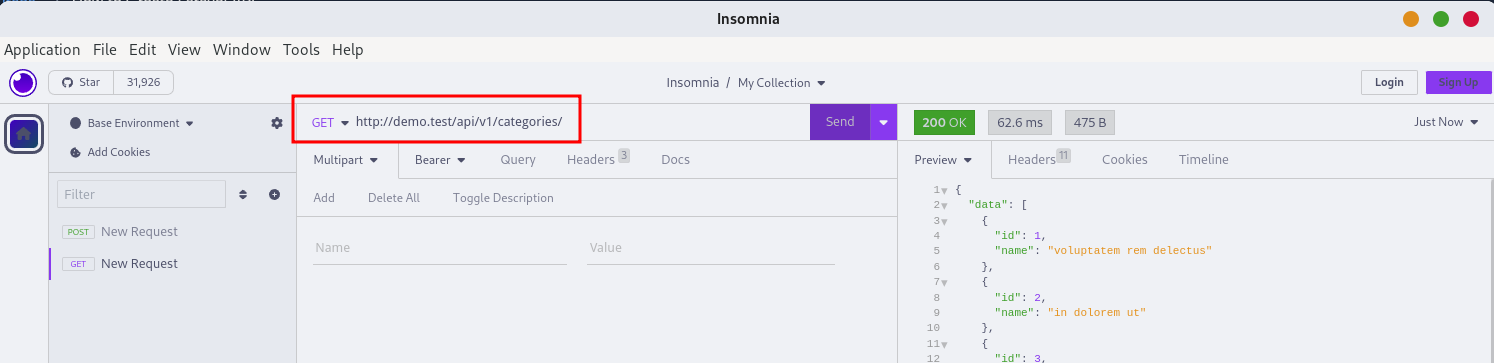 Insomnia
Application File Edit View Window Tools Help
Star 31,926
Insomnia / My Collection
Login Sign Up
Base Environment
GET http://demo.test/api/v1/categories/
Send
200 OK 62.6 ms 475 B
Just Now
Add Cookies
Multipart Bearer Query Headers 3 Docs
Preview Headers 11 Cookies Timeline
Filter
Add Delete All Toggle Description
POST New Request
GET New Request
Name Value
1 {
2 "data": [
3 {
4 "id": 1,
5 "name": "voluptatem rem delectus"
6 },
7 {
8 "id": 2,
9 "name": "in dolorem ut"
10 },
11 {
12 "id": 3,